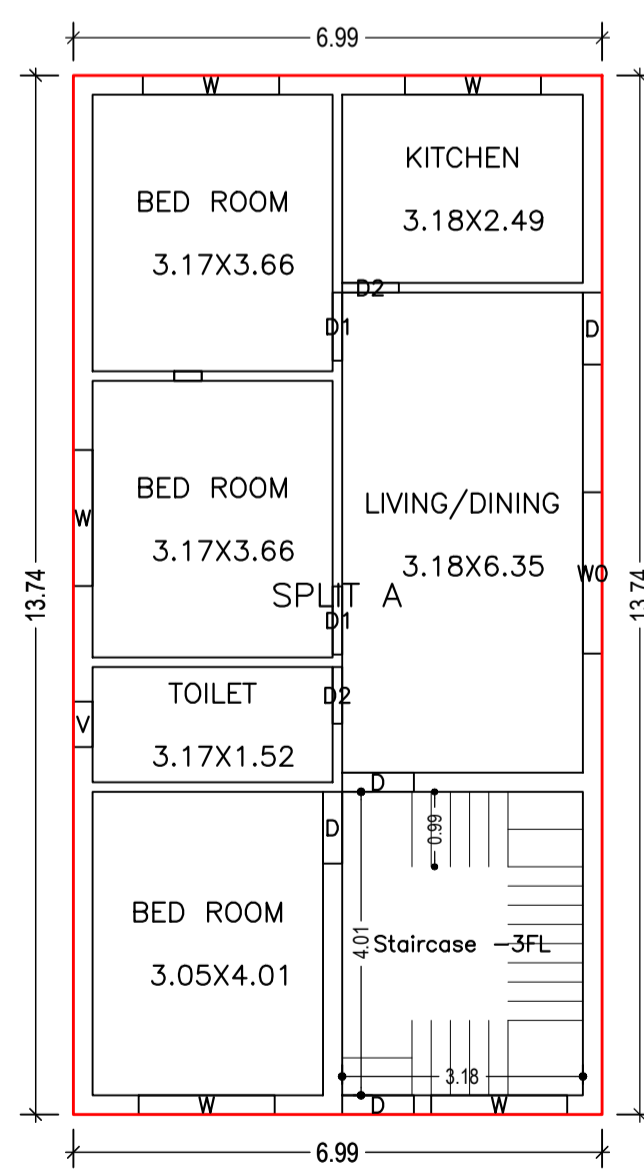 6.99
W
W
KITCHEN
3.18X2.49
BED ROOM
3.17X3.66
D2
D1
D
BED ROOM
3.17X3.66
LIVING/DINING
3.18X6.35
W
WO
SPLIT A
13.74
13.74
D1
TOILET
3.17X1.52
D2
V
D
D
0.99
BED ROOM
3.05X4.01
4.01
Staircase -3FL
3.18
W
D
W
6.99